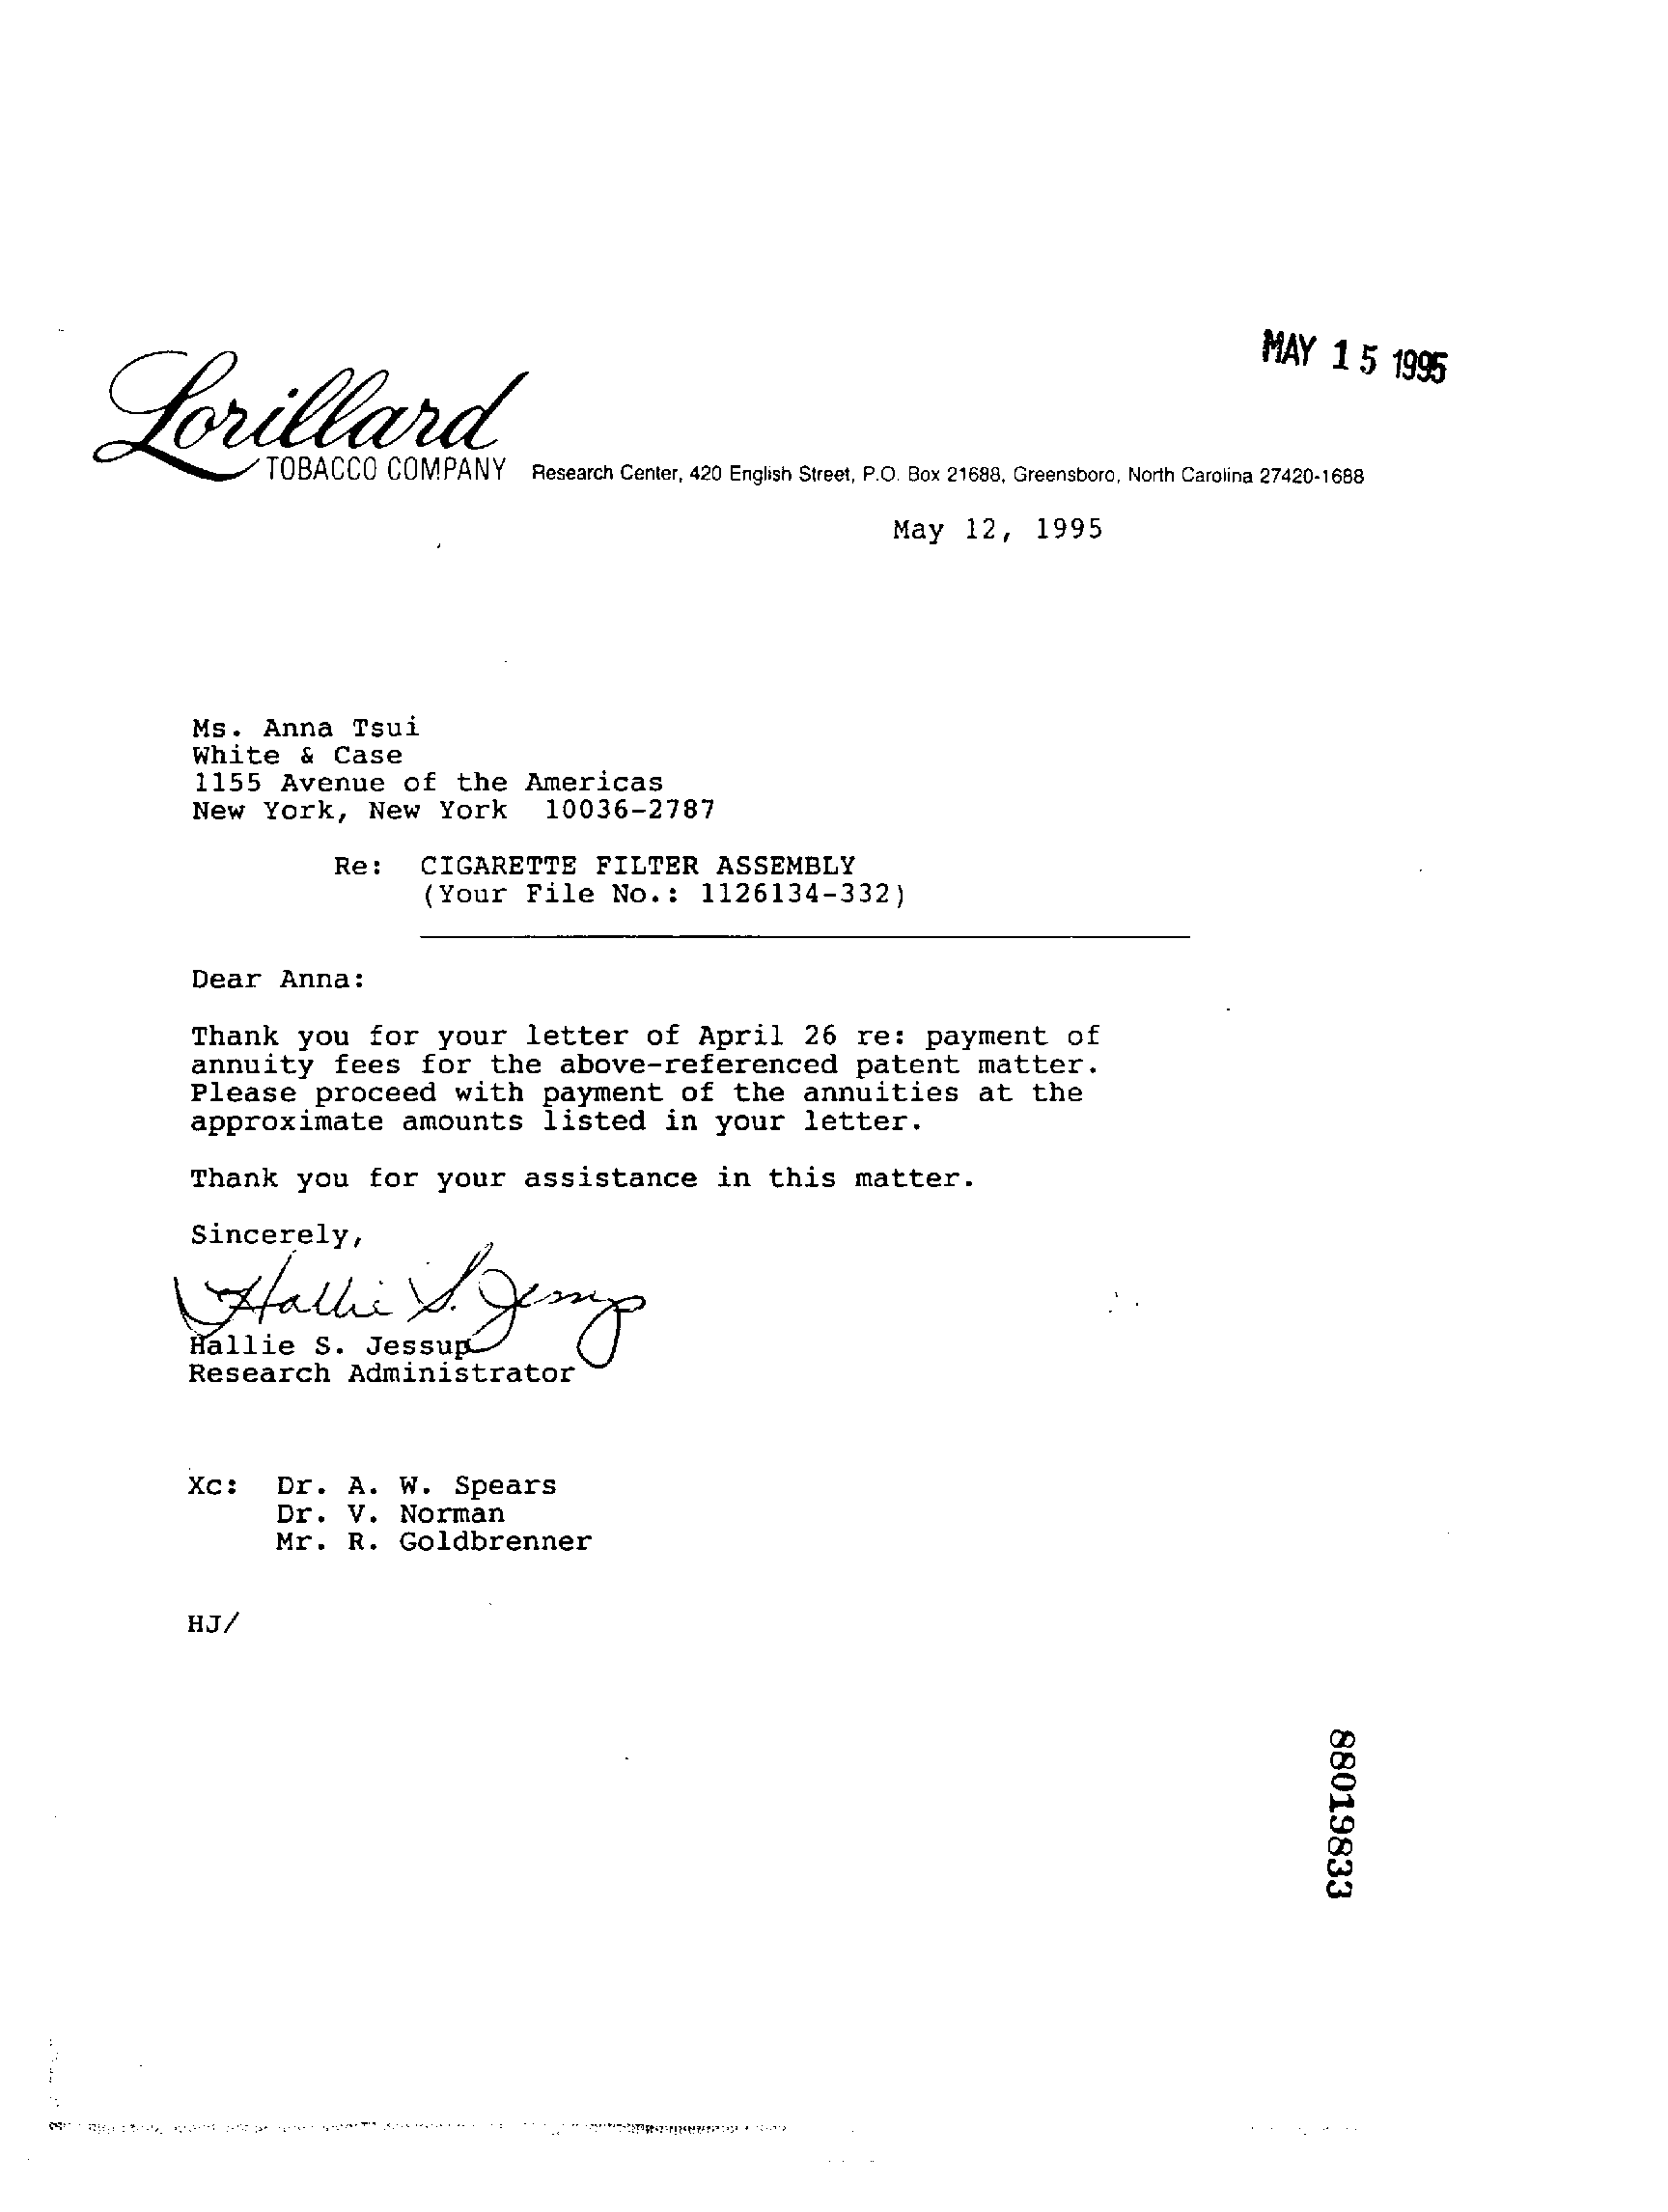 MAY 15 1995
Lorillard
TOBACCO COMPANY Research Center, 420 English Street, P.O. Box 21688, Greensboro, North Carolina 27420-1688
May 12, 1995
Ms. Anna Tsui
White & Case
1155 Avenue of the Americas
New York, New York 10036-2787
Re: CIGARETTE FILTER ASSEMBLY
(Your File No.: 1126134-332)
Dear Anna:
Thank you for your letter of April 26 re: payment of
annuity fees for the above-referenced patent matter.
Please proceed with payment of the annuities at the
approximate amounts listed in your letter.
Thank you for your assistance in this matter.
Sincerely,
Hallie S. Jessup
Hallie S. Jessup
Research Administrator
Xc: Dr. A. W. Spears
Dr. V. Norman
Mr. R. Goldbrenner
HJ/
88019833